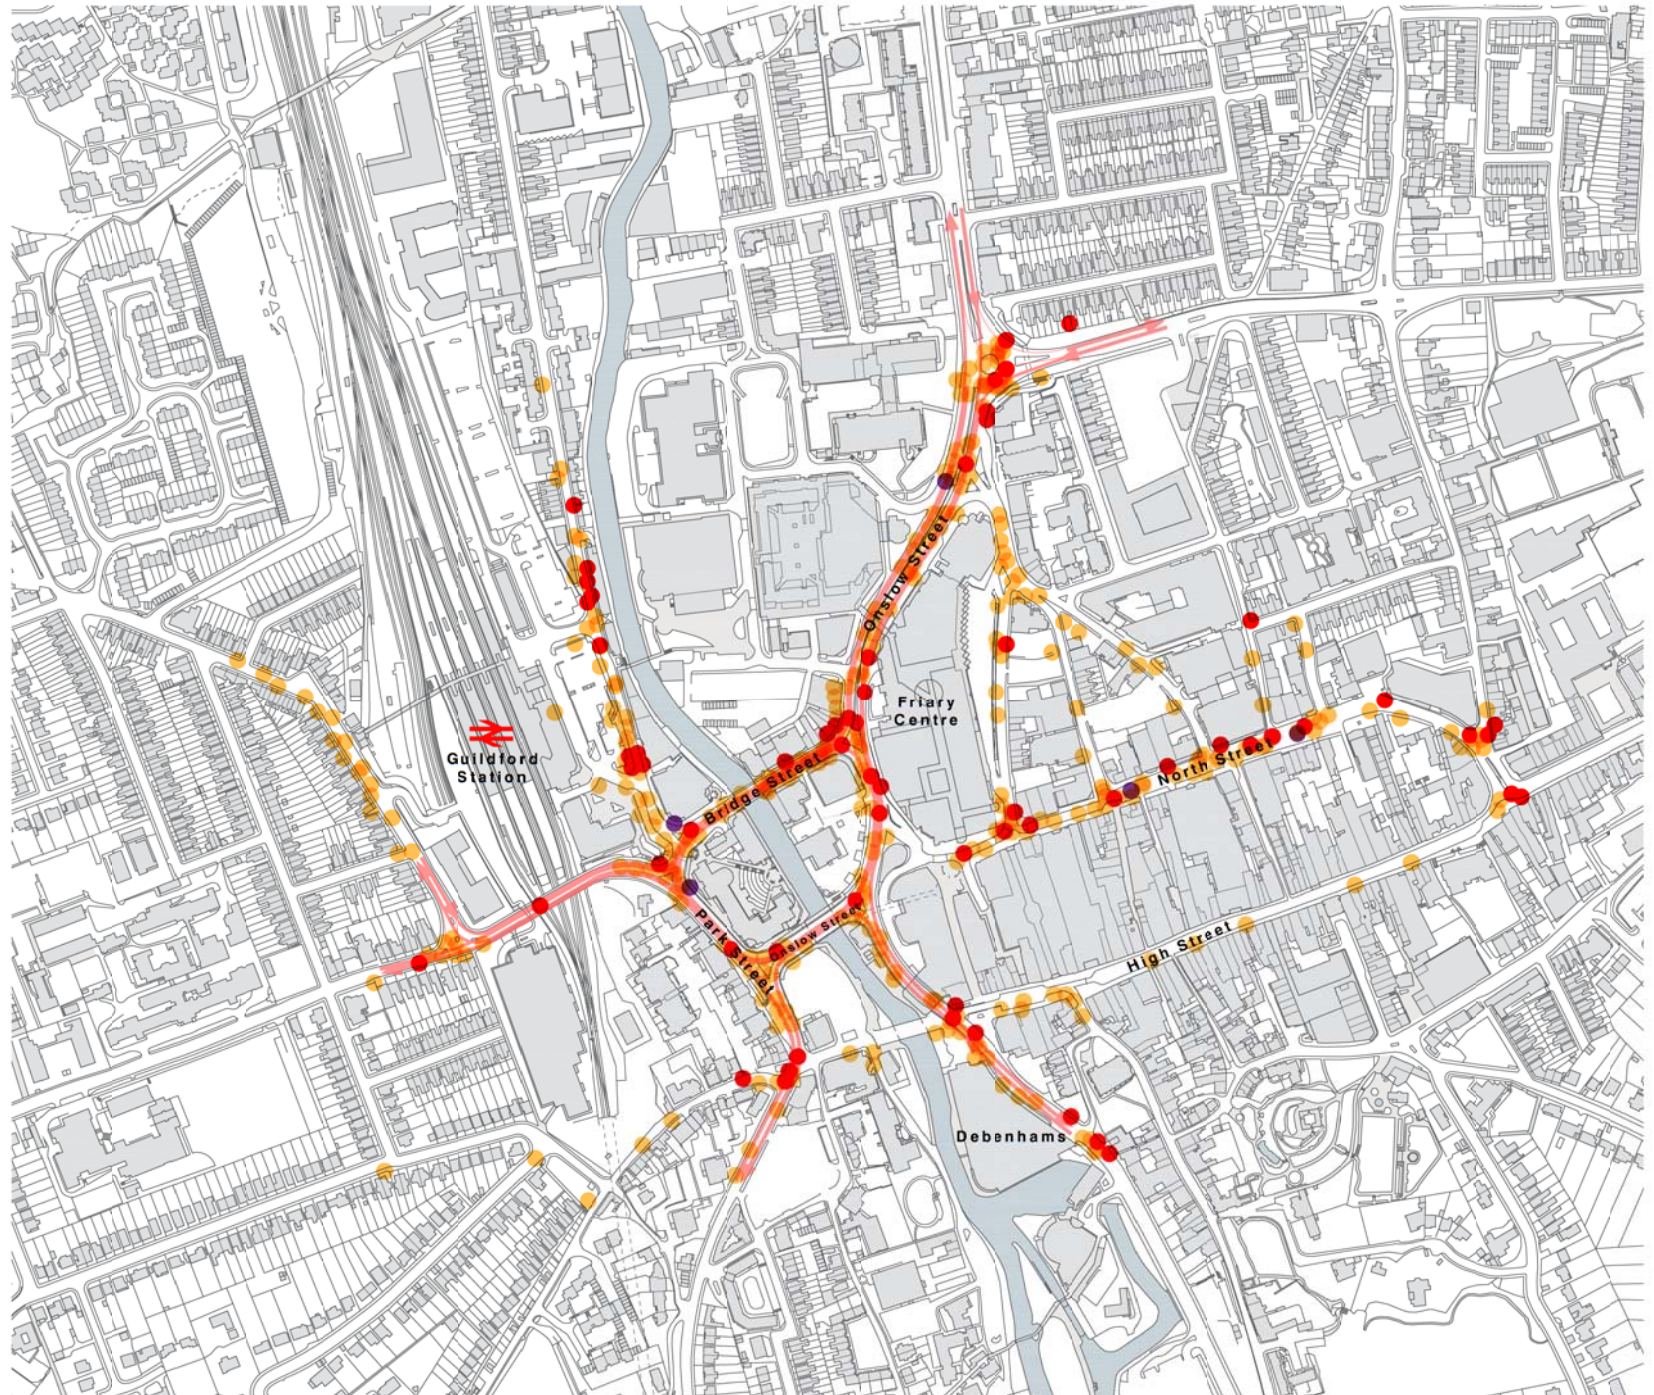 Onslow Street
Friary
Centre
Guildford
Station
Bridge Street
North Street
Park Street
Onslow Street
High Street
Debenhams